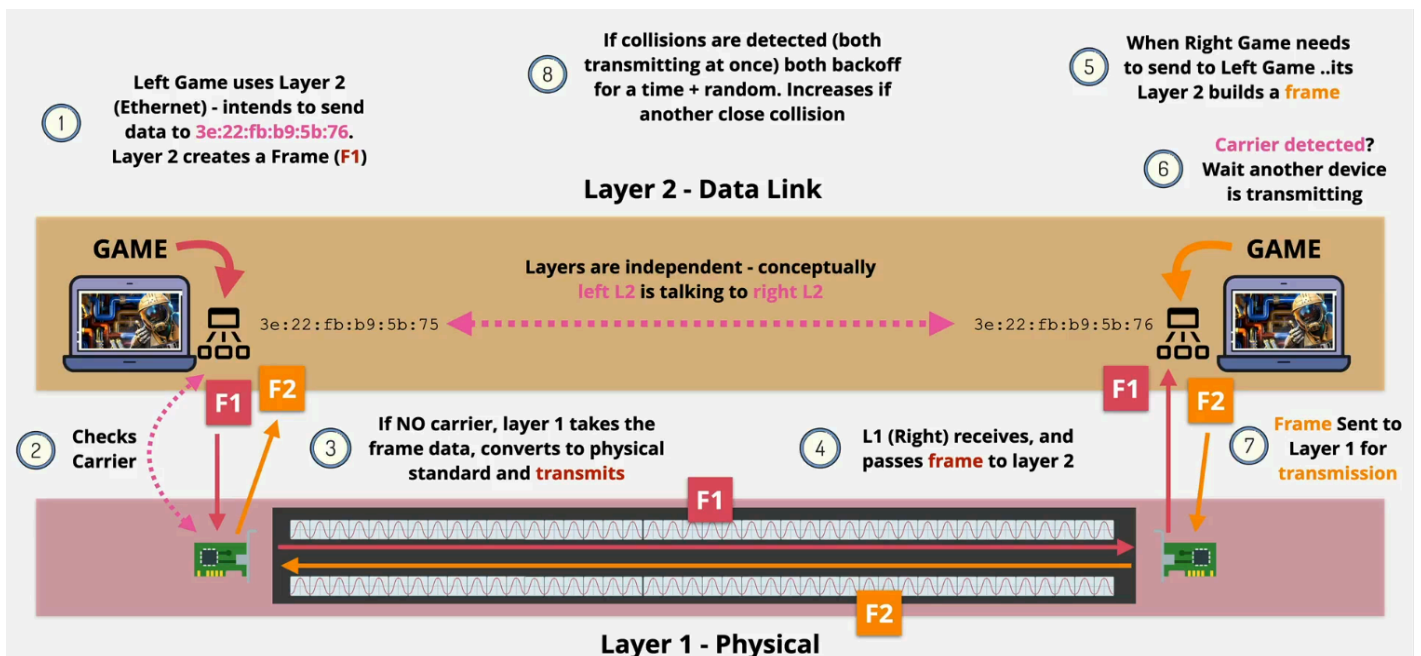 1
Left Game uses Layer 2
(Ethernet) - intends to send
data to 3e:22:fb:b9:5b:76.
Layer 2 creates a Frame (F1)
8
If collisions are detected (both
transmitting at once) both backoff
for a time + random. Increases if
another close collision
5
When Right Game needs
to send to Left Game ..its
Layer 2 builds a frame
6
Carrier detected?
Wait another device
is transmitting
Layer 2 - Data Link
GAME
GAME
Layers are independent - conceptually
left L2 is talking to right L2
3e:22:fb:b9:5b:75
3e:22:fb:b9:5b:76
F1
F2
F1
F2
2
Checks
Carrier
3
If NO carrier, layer 1 takes the
frame data, converts to physical
standard and transmits
4
L1 (Right) receives, and
passes frame to layer 2
7
Frame Sent to
Layer 1 for
transmission
F1
F2
Layer 1 - Physical